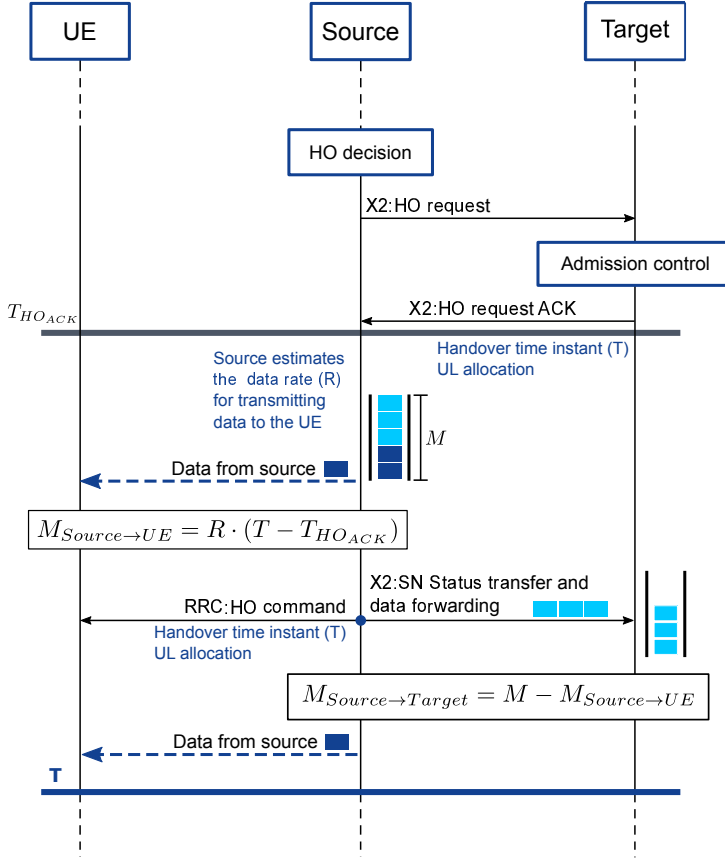 UE
Source
Target
HO decision
X2:HO request
Admission control
X2:HO request ACK
T_{HO_{ACK}}
Handover time instant (T)
UL allocation
Source estimates
the data rate (R)
for transmitting
data to the UE
M
Data from source
M_{Source→UE} = R · (T − T_{HO_{ACK}})
X2:SN Status transfer and
data forwarding
RRC:HO command
Handover time instant (T)
UL allocation
M_{Source→Target} = M − M_{Source→UE}
Data from source
T